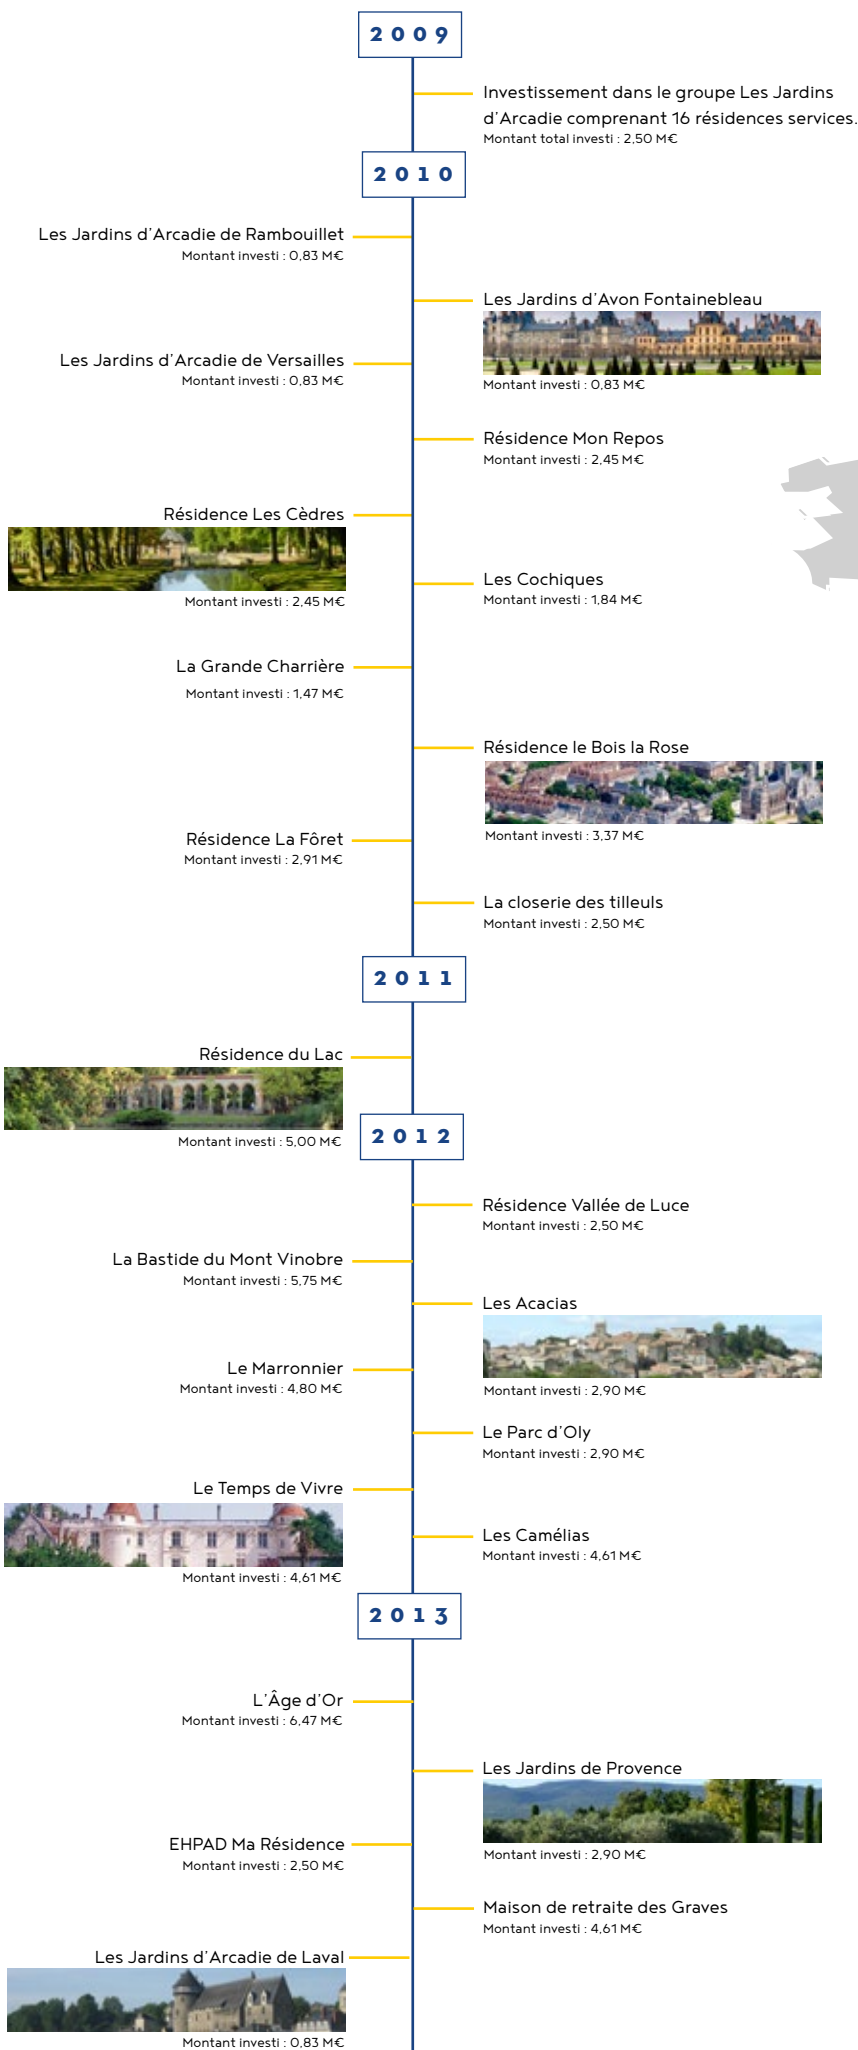 2009
Investissement dans le groupe Les Jardins
d'Arcadie comprenant 16 résidences services.
Montant total investi : 2,50 M€
2010
Les Jardins d'Arcadie de Rambouillet
Montant investi : 0,83 M€
Les Jardins d'Avon Fontainebleau
Montant investi : 0,83 M€
Les Jardins d'Arcadie de Versailles
Montant investi : 0,83 M€
Résidence Mon Repos
Montant investi : 2,45 M€
Résidence Les Cèdres
Montant investi : 2,45 M€
Les Cochiques
Montant investi : 1,84 M€
La Grande Charrière
Montant investi : 1,47 M€
Résidence le Bois la Rose
Montant investi : 3,37 M€
Résidence La Fôret
Montant investi : 2,91 M€
La closerie des tilleuls
Montant investi : 2,50 M€
2011
Résidence du Lac
Montant investi : 5,00 M€
2012
Résidence Vallée de Luce
Montant investi : 2,50 M€
La Bastide du Mont Vinobre
Montant investi : 5,75 M€
Les Acacias
Montant investi : 2,90 M€
Le Marronnier
Montant investi : 4,80 M€
Le Parc d'Oly
Montant investi : 2,90 M€
Le Temps de Vivre
Montant investi : 4,61 M€
Les Camélias
Montant investi : 4,61 M€
2013
L'Âge d'Or
Montant investi : 6,47 M€
Les Jardins de Provence
Montant investi : 2,90 M€
EHPAD Ma Résidence
Montant investi : 2,50 M€
Maison de retraite des Graves
Montant investi : 4,61 M€
Les Jardins d'Arcadie de Laval
Montant investi : 0,83 M€